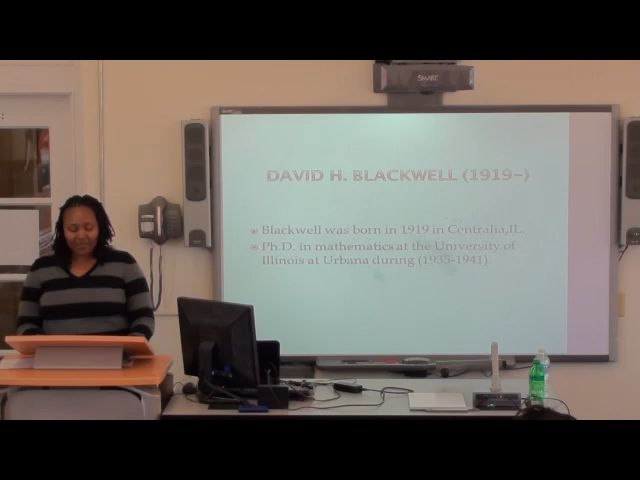 SMART
DAVID H. BLACKWELL (1919-)
Blackwell was born in 1919 in Centralia,IL.
Ph.D. in mathematics at the University of
Illinois at Urbana during (1935-1941)